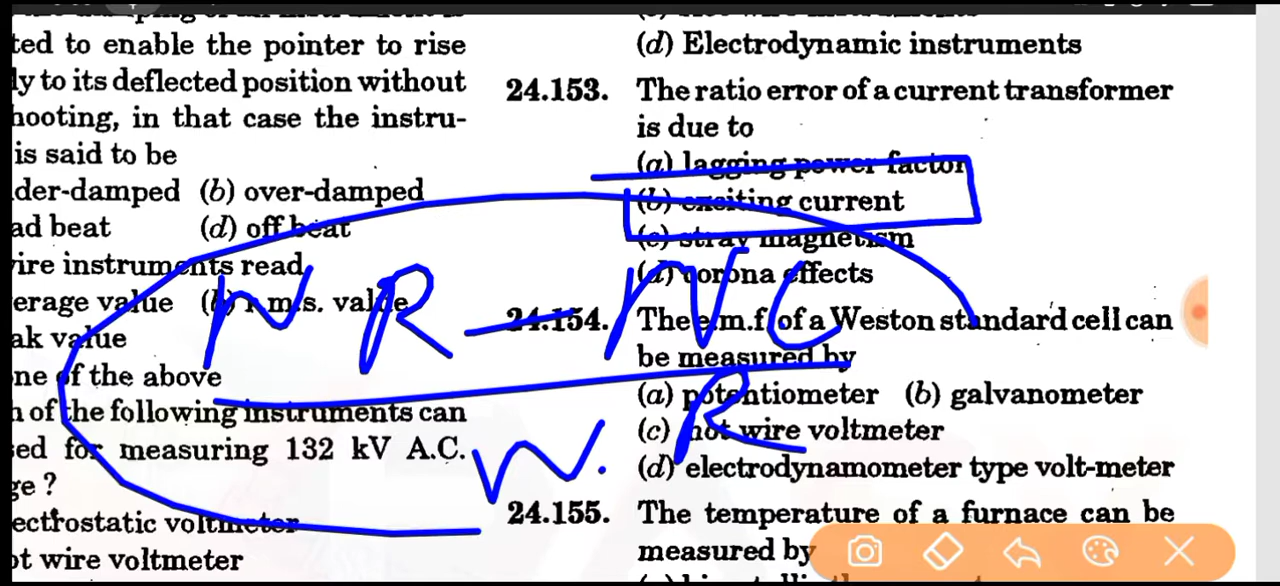 ted to enable the pointer to rise
ly to its deflected position without
hooting, in that case the instru-
is said to be
der-damped (b) over-damped
ad beat (d) off beat
ire instruments read
erage value (b) r.m.s. value
ak value
ne of the above
n of the following instruments can
sed for measuring 132 kV A.C.
ge ?
ectrostatic voltmeter
ot wire voltmeter
(d) Electrodynamic instruments
24.153. The ratio error of a current transformer
is due to
(a) lagging power factor
(b) exciting current
(c) stray magnetism
(d) corona effects
24.154. The e.m.f. of a Weston standard cell can
be measured by
(a) potentiometer (b) galvanometer
(c) hot wire voltmeter
(d) electrodynamometer type volt-meter
24.155. The temperature of a furnace can be
measured by
NR - NC
N. R